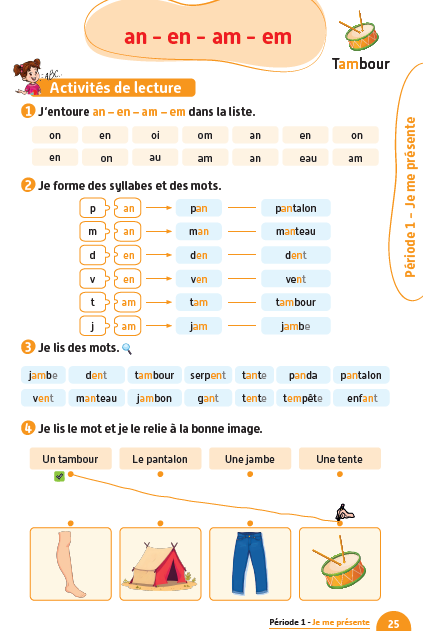 an - en - am - em
Tambour
ABC
Activités de lecture
1 J'entoure an – en – am – em dans la liste.
on en oi om an en on
en on au am an eau am
2 Je forme des syllabes et des mots.
p an pan pantalon
m an man manteau
d en den dent
v en ven vent
t am tam tambour
j am jam jambe
3 Je lis des mots.
jambe dent tambour serpent tante panda pantalon
vent manteau jambon gant tente tempête enfant
4 Je lis le mot et je le relie à la bonne image.
Un tambour Le pantalon Une jambe Une tente
Période 1 - Je me présente
Période 1 - Je me présente 25